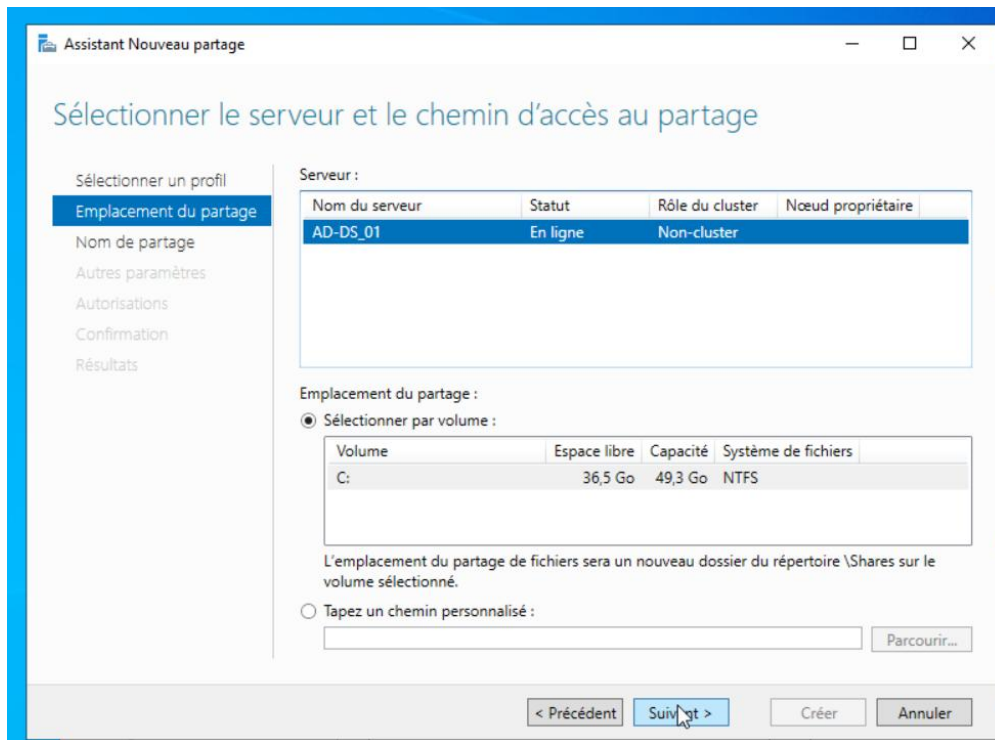 Assistant Nouveau partage
Sélectionner le serveur et le chemin d'accès au partage
Sélectionner un profil
Emplacement du partage
Nom de partage
Autres paramètres
Autorisations
Confirmation
Résultats
Serveur :
Nom du serveur Statut Rôle du cluster Nœud propriétaire
AD-DS_01 En ligne Non-cluster
Emplacement du partage :
Sélectionner par volume :
Volume Espace libre Capacité Système de fichiers
C: 36,5 Go 49,3 Go NTFS
L'emplacement du partage de fichiers sera un nouveau dossier du répertoire \Shares sur le
volume sélectionné.
Tapez un chemin personnalisé :
Parcourir...
< Précédent Suivant > Créer Annuler